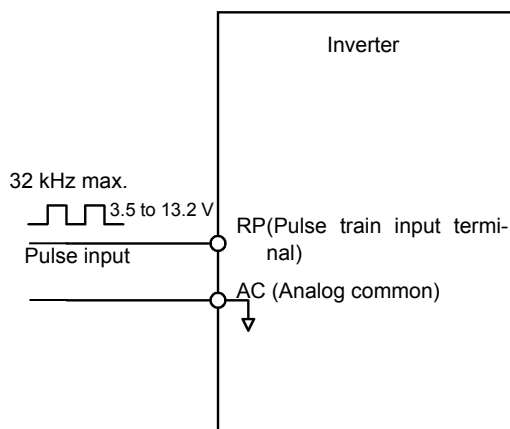 Inverter
32 kHz max.
3.5 to 13.2 V
RP(Pulse train input termi-
nal)
Pulse input
AC (Analog common)